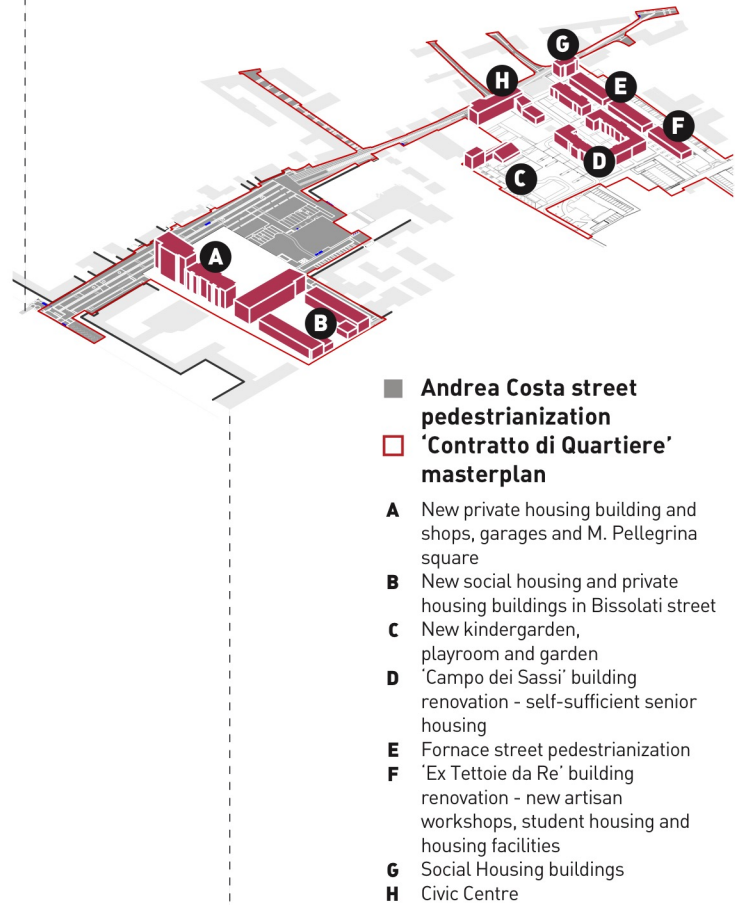 G
H
E
F
D
C
A
B
Andrea Costa street
pedestrianization
‘Contratto di Quartiere’
masterplan
A New private housing building and
shops, garages and M. Pellegrina
square
B New social housing and private
housing buildings in Bissolati street
C New kindergarden,
playroom and garden
D ‘Campo dei Sassi’ building
renovation - self-sufficient senior
housing
E Fornace street pedestrianization
F ‘Ex Tettoie da Re’ building
renovation - new artisan
workshops, student housing and
housing facilities
G Social Housing buildings
H Civic Centre